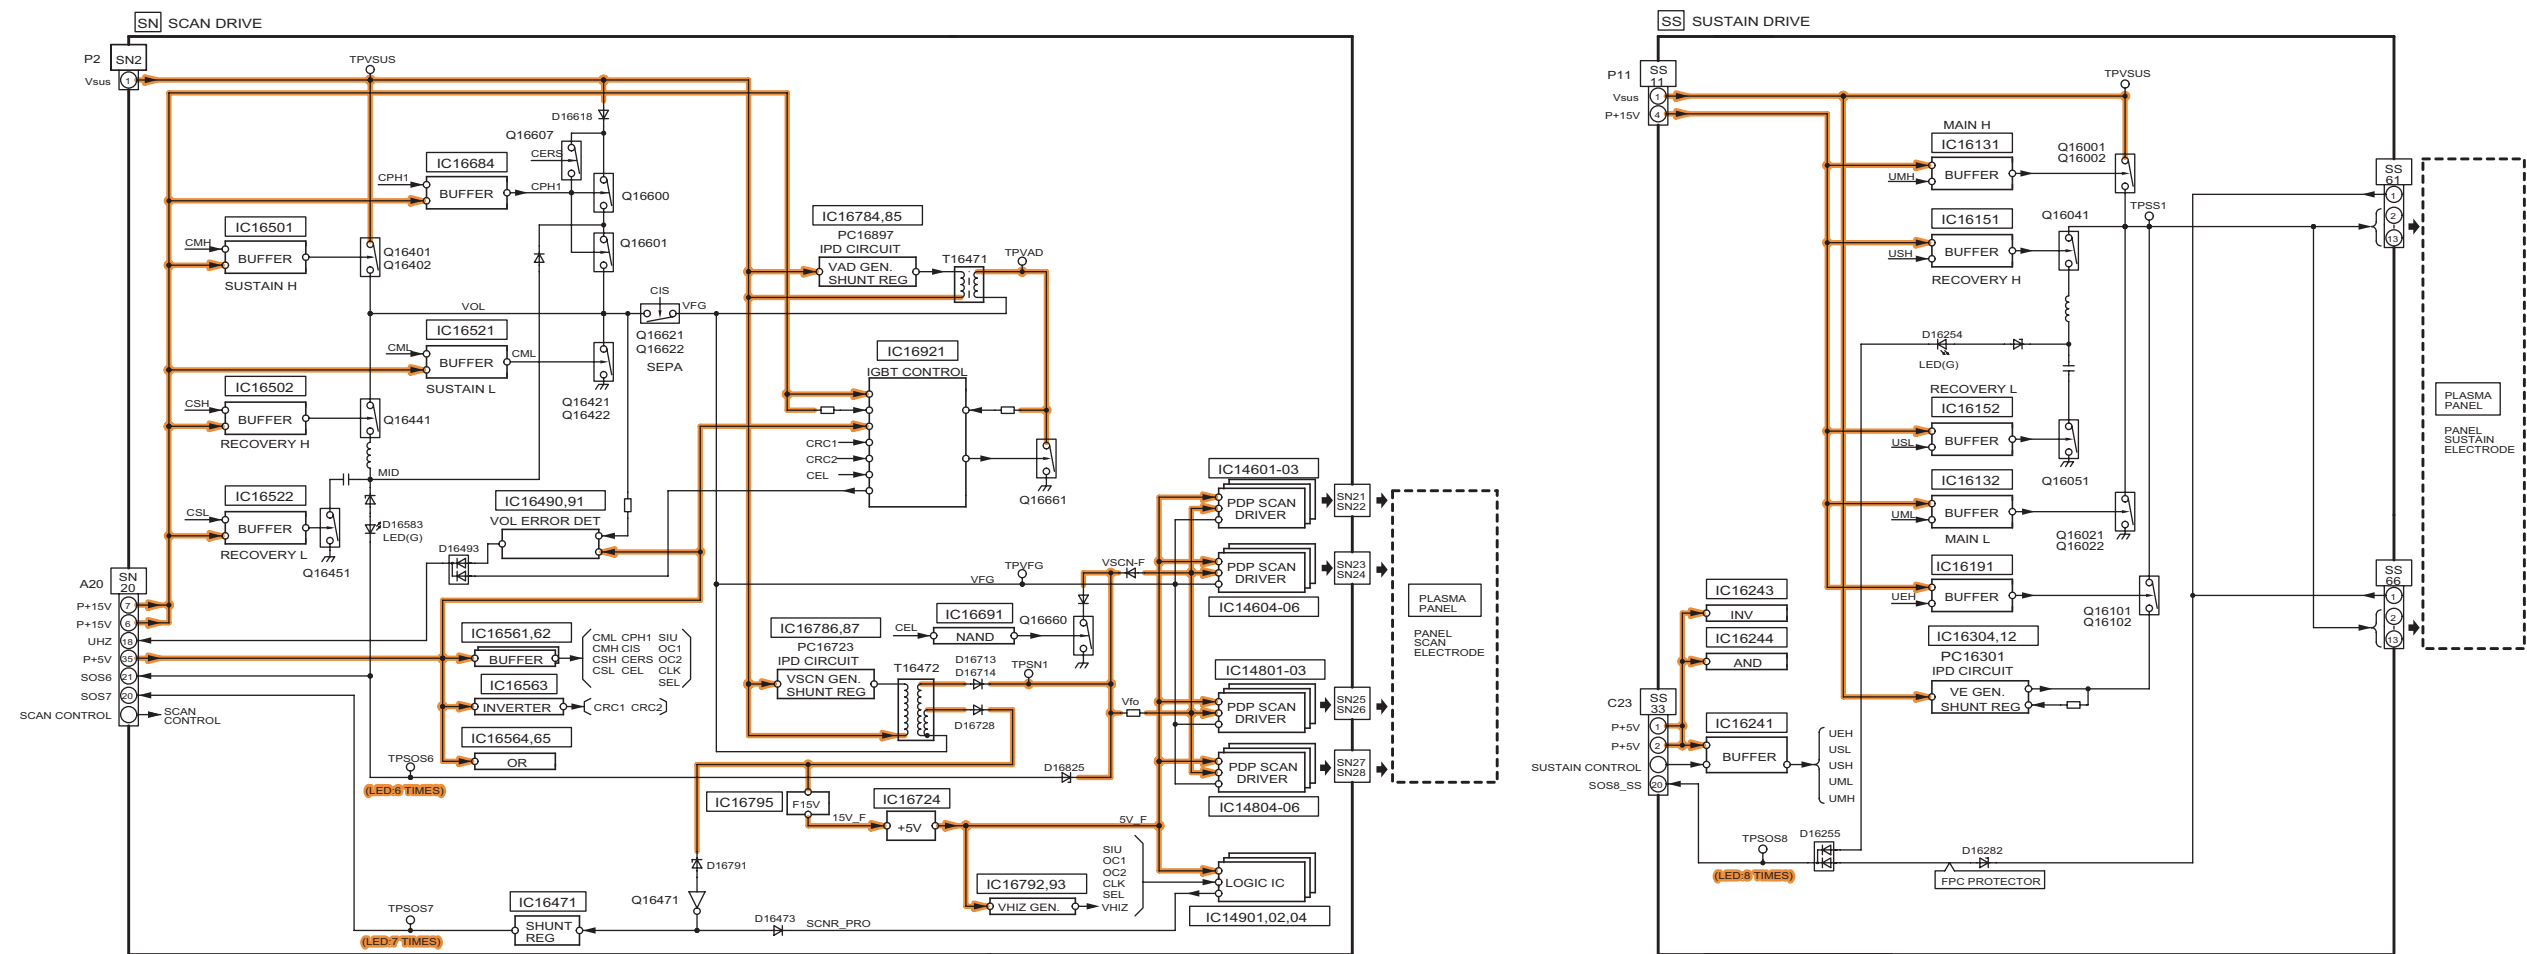 SN SCAN DRIVE
P2
SN2
Vsus
1
TPVSUS
D16618
Q16607
CERS
IC16684
CPH1
BUFFER
CPH1
Q16600
IC16501
CMH
BUFFER
SUSTAIN H
Q16401
Q16402
Q16601
IC16784,85
PC16897
IPD CIRCUIT
VAD GEN.
SHUNT REG
T16471
TPVAD
VOL
CIS
VFG
Q16621
Q16622
SEPA
IC16521
CML
BUFFER
CML
SUSTAIN L
Q16421
Q16422
IC16921
IGBT CONTROL
CRC1
CRC2
CEL
Q16661
IC16502
CSH
BUFFER
RECOVERY H
Q16441
MID
IC16522
CSL
BUFFER
RECOVERY L
Q16451
D16583
LED(G)
IC16490,91
VOL ERROR DET
D16493
IC14601-03
PDP SCAN
DRIVER
SN21
SN22
PDP SCAN
DRIVER
SN23
SN24
IC14604-06
VSCN-F
VFG
TPVFG
A20
SN
20
P+15V
7
P+15V
6
UHZ
18
P+5V
35
SOS6
21
SOS7
20
SCAN CONTROL
SCAN
CONTROL
IC16561,62
BUFFER
CML CPH1 SIU
CMH CIS OC1
CSH CERS OC2
CSL CEL CLK
SEL
IC16563
INVERTER
CRC1 CRC2
IC16564,65
OR
IC16691
CEL
NAND
Q16660
IC16786,87
PC16723
IPD CIRCUIT
VSCN GEN.
SHUNT REG
T16472
D16713
D16714
TPSN1
D16728
Vfo
IC14801-03
PDP SCAN
DRIVER
SN25
SN26
PDP SCAN
DRIVER
SN27
SN28
IC14804-06
PLASMA
PANEL
PANEL
SCAN
ELECTRODE
TPSOS6
(LED:6 TIMES)
D16825
IC16795
F15V
15V_F
IC16724
+5V
5V_F
D16791
Q16471
IC16792,93
VHIZ GEN.
SIU
OC1
OC2
CLK
SEL
VHIZ
LOGIC IC
IC14901,02,04
TPSOS7
(LED:7 TIMES)
IC16471
SHUNT
REG
D16473
SCNR_PRO
SS SUSTAIN DRIVE
P11
SS
11
Vsus
1
P+15V
4
TPVSUS
MAIN H
IC16131
UMH
BUFFER
Q16001
Q16002
IC16151
USH
BUFFER
RECOVERY H
Q16041
TPSS1
SS
61
1
2
13
D16254
LED(G)
RECOVERY L
IC16152
USL
BUFFER
Q16051
IC16132
UML
BUFFER
MAIN L
Q16021
Q16022
IC16191
UEH
BUFFER
Q16101
Q16102
SS
66
1
2
13
PLASMA
PANEL
PANEL
SUSTAIN
ELECTRODE
IC16243
INV
IC16244
AND
IC16304,12
PC16301
IPD CIRCUIT
VE GEN.
SHUNT REG
C23
SS
33
P+5V
1
P+5V
2
SUSTAIN CONTROL
SOS8_SS
20
IC16241
BUFFER
UEH
USL
USH
UML
UMH
TPSOS8
(LED:8 TIMES)
D16255
D16282
FPC PROTECTOR